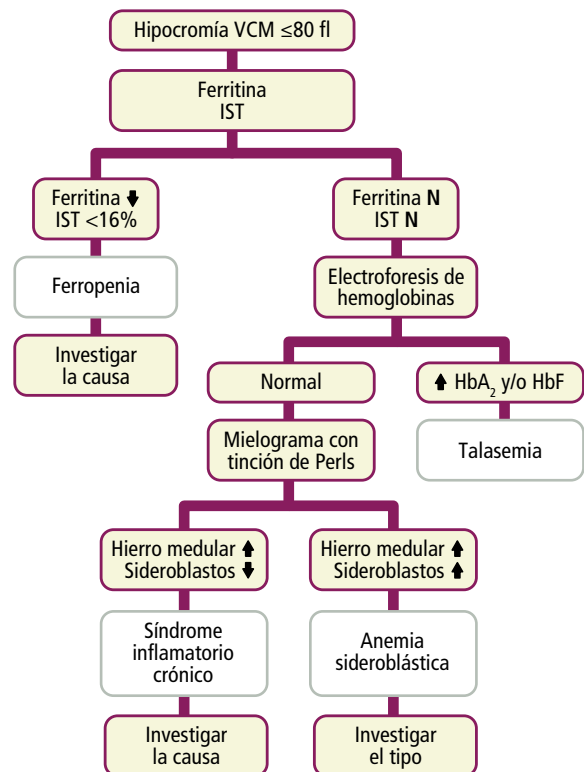 Hipocromía VCM ≤80 fl
Ferritina
IST
Ferritina ⬇
IST <16%
Ferritina N
IST N
Ferropenia
Electroforesis de
hemoglobinas
Investigar
la causa
Normal
⬆ HbA₂ y/o HbF
Mielograma con
tinción de Perls
Talasemia
Hierro medular ⬆
Sideroblastos ⬇
Hierro medular ⬆
Sideroblastos ⬆
Síndrome
inflamatorio
crónico
Anemia
sideroblástica
Investigar
la causa
Investigar
el tipo